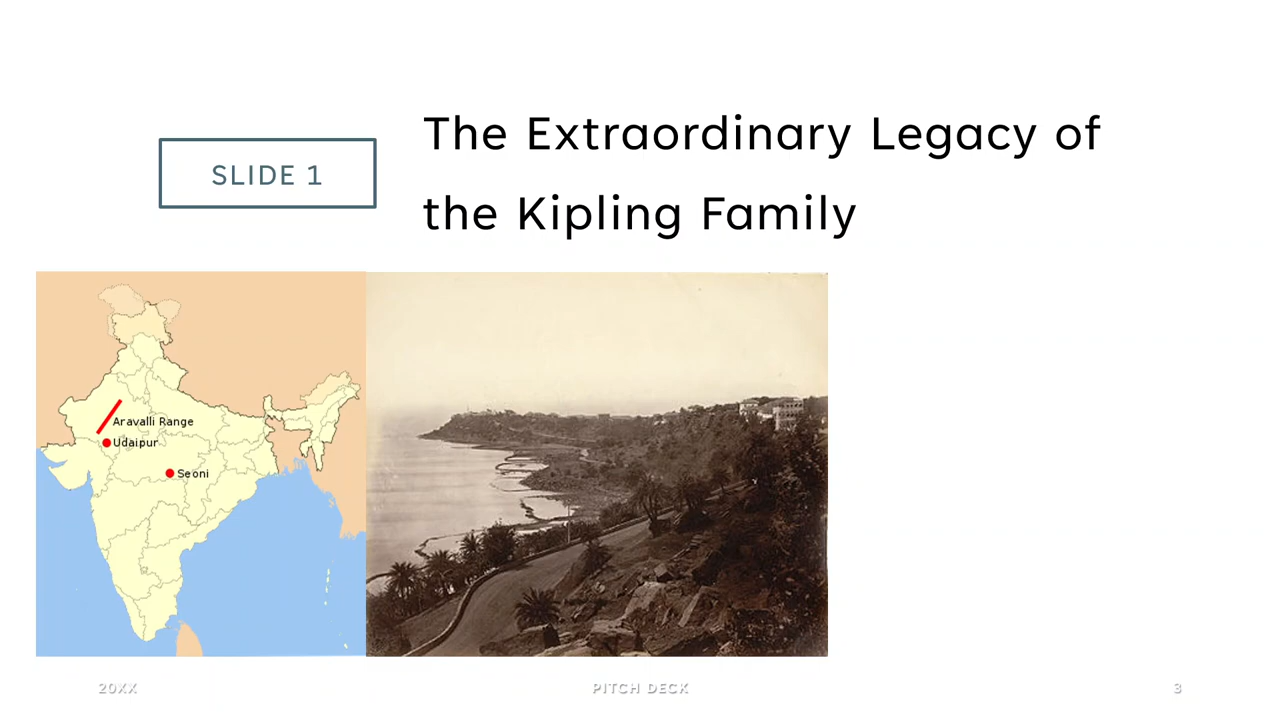 The Extraordinary Legacy of
SLIDE 1
the Kipling Family
Aravalli Range
Udaipur
Seoni
20XX
PITCH DECK
3